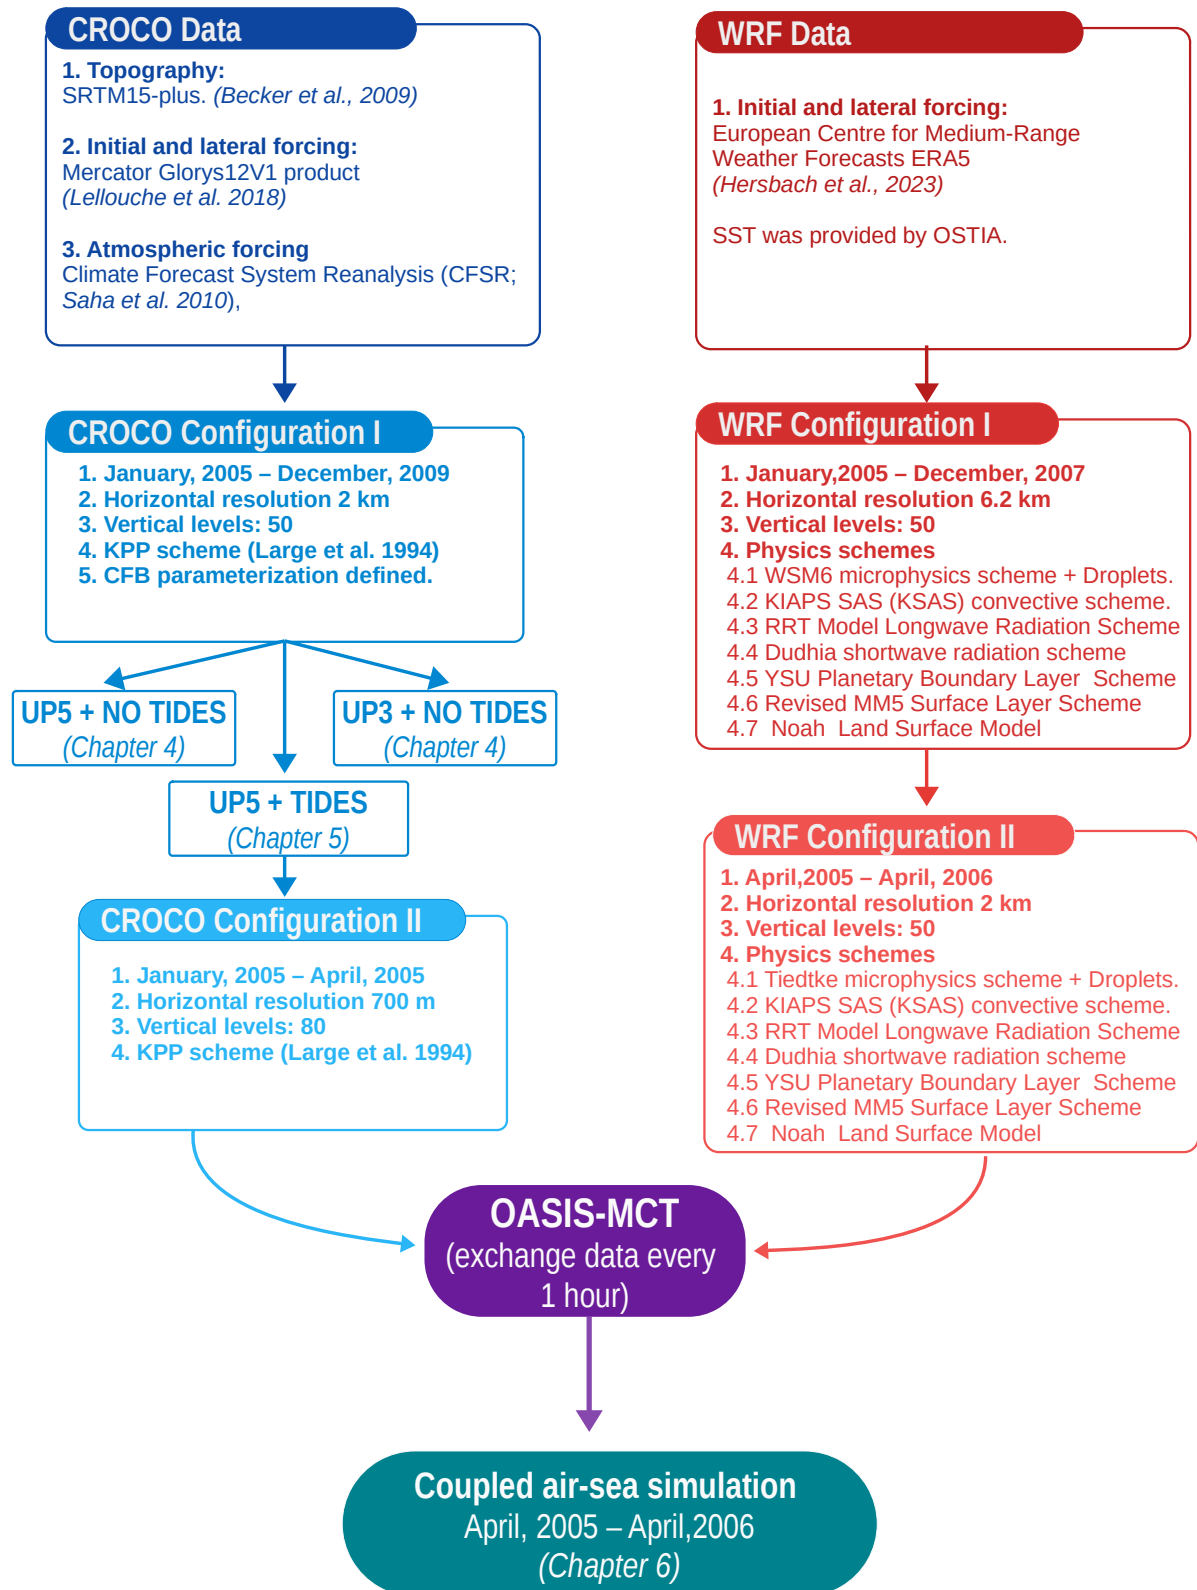 CROCO Data
1. Topography:
SRTM15-plus. (Becker et al., 2009)
2. Initial and lateral forcing:
Mercator Glorys12V1 product
(Lellouche et al. 2018)
3. Atmospheric forcing
Climate Forecast System Reanalysis (CFSR;
Saha et al. 2010),
WRF Data
1. Initial and lateral forcing:
European Centre for Medium-Range
Weather Forecasts ERA5
(Hersbach et al., 2023)
SST was provided by OSTIA.
CROCO Configuration I
1. January, 2005 – December, 2009
2. Horizontal resolution 2 km
3. Vertical levels: 50
4. KPP scheme (Large et al. 1994)
5. CFB parameterization defined.
WRF Configuration I
1. January,2005 – December, 2007
2. Horizontal resolution 6.2 km
3. Vertical levels: 50
4. Physics schemes
4.1 WSM6 microphysics scheme + Droplets.
4.2 KIAPS SAS (KSAS) convective scheme.
4.3 RRT Model Longwave Radiation Scheme
4.4 Dudhia shortwave radiation scheme
4.5 YSU Planetary Boundary Layer  Scheme
4.6 Revised MM5 Surface Layer Scheme
4.7  Noah  Land Surface Model
UP5 + NO TIDES
(Chapter 4)
UP3 + NO TIDES
(Chapter 4)
UP5 + TIDES
(Chapter 5)
CROCO Configuration II
1. January, 2005 – April, 2005
2. Horizontal resolution 700 m
3. Vertical levels: 80
4. KPP scheme (Large et al. 1994)
WRF Configuration II
1. April,2005 – April, 2006
2. Horizontal resolution 2 km
3. Vertical levels: 50
4. Physics schemes
4.1 Tiedtke microphysics scheme + Droplets.
4.2 KIAPS SAS (KSAS) convective scheme.
4.3 RRT Model Longwave Radiation Scheme
4.4 Dudhia shortwave radiation scheme
4.5 YSU Planetary Boundary Layer  Scheme
4.6 Revised MM5 Surface Layer Scheme
4.7  Noah  Land Surface Model
OASIS-MCT
(exchange data every
1 hour)
Coupled air-sea simulation
April, 2005 – April,2006
(Chapter 6)